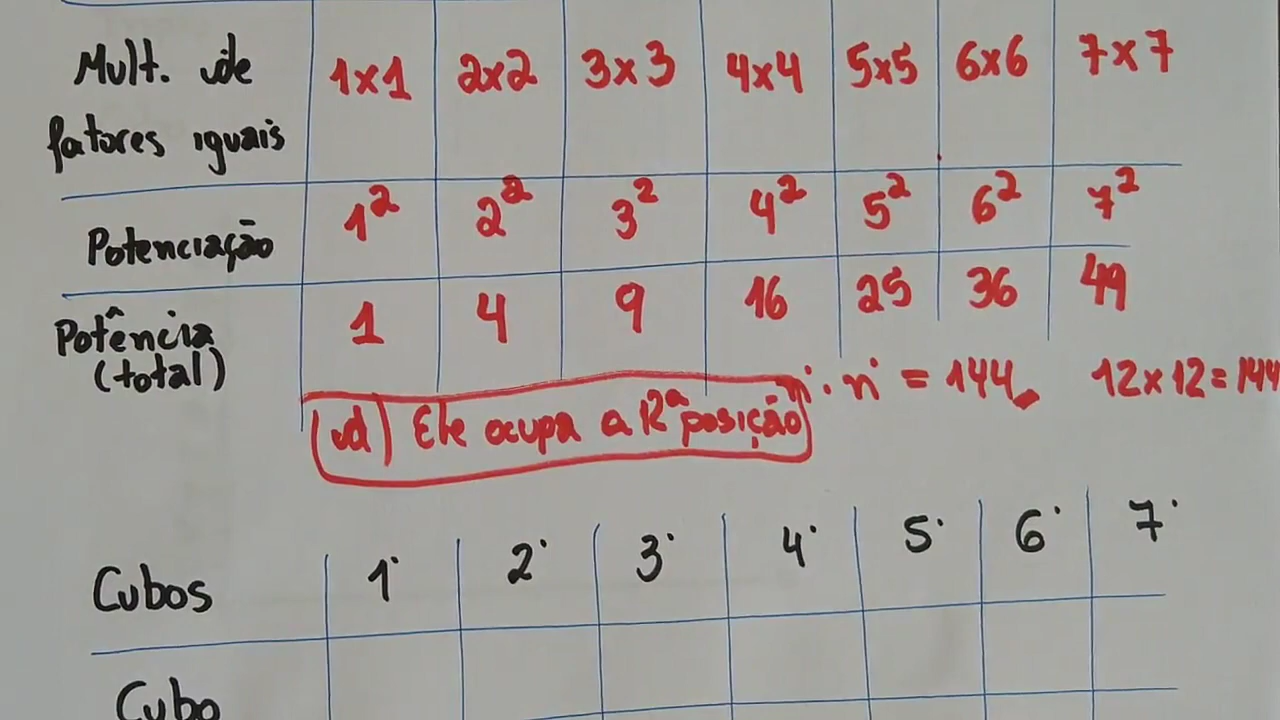 Mult. de 1x1 2x2 3x3 4x4 5x5 6x6 7x7
fatores iguais
Potenciação 1² 2² 3² 4² 5² 6² 7²
Potência 1 4 9 16 25 36 49
(total)
n · n = 144. 12x12=144
d) Ele ocupa a 12ª posição
Cubos 1· 2· 3· 4· 5· 6· 7·
Cubo